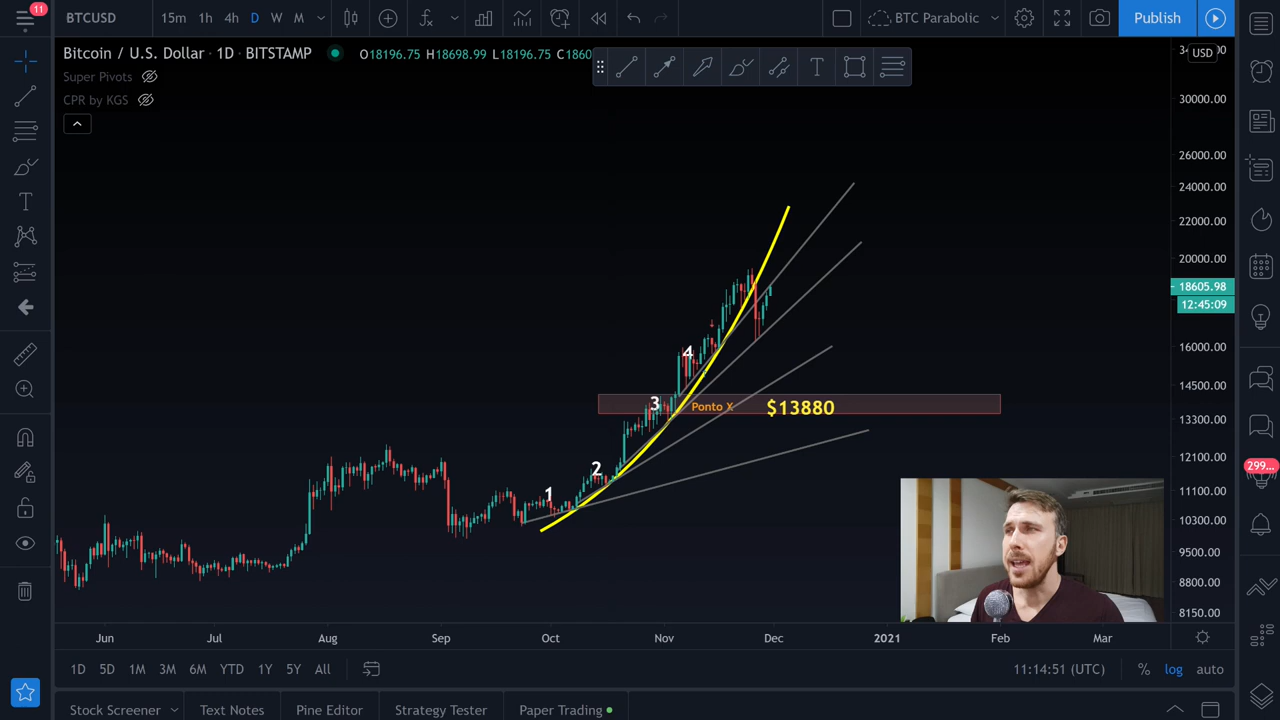 11
BTCUSD 15m 1h 4h D W M BTC Parabolic Publish
Bitcoin / U.S. Dollar · 1D · BITSTAMP O18196.75 H18698.99 L18196.75 C1860
Super Pivots
CPR by KGS
USD
30000.00
26000.00
24000.00
22000.00
20000.00
18605.98
12:45:09
16000.00
14500.00
13300.00
12100.00
11100.00
10300.00
9500.00
8800.00
8150.00
4
3
Ponto X $13880
2
1
299...
Jun Jul Aug Sep Oct Nov Dec 2021 Feb Mar
1D 5D 1M 3M 6M YTD 1Y 5Y All 11:14:51 (UTC) % log auto
Stock Screener Text Notes Pine Editor Strategy Tester Paper Trading